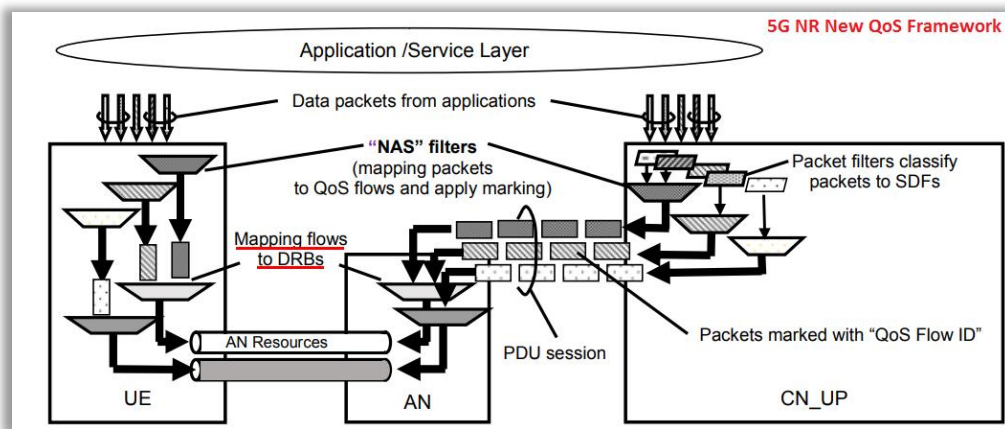 5G NR New QoS Framework
Application /Service Layer
Data packets from applications
"NAS" filters
(mapping packets
to QoS flows and apply marking)
Packet filters classify
packets to SDFs
Mapping flows
to DRBs
AN Resources
PDU session
Packets marked with "QoS Flow ID"
UE
AN
CN_UP